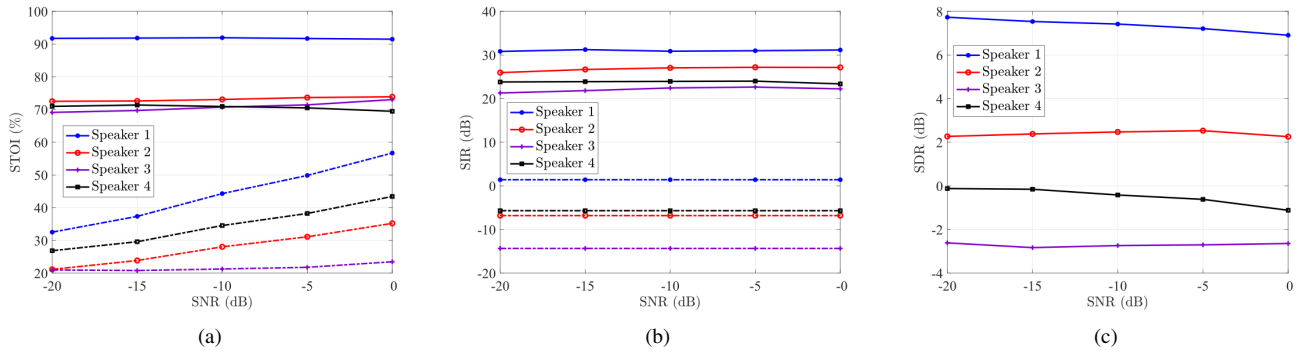 100
90
80
70
60
50
40
30
20
STOI (%)
Speaker 1
Speaker 2
Speaker 3
Speaker 4
-20 -15 -10 -5 0
SNR (dB)
(a)
40
30
20
10
0
-10
-20
SIR (dB)
Speaker 1
Speaker 2
Speaker 3
Speaker 4
-20 -15 -10 -5 -0
SNR (dB)
(b)
8
6
4
2
0
-2
-4
SDR (dB)
Speaker 1
Speaker 2
Speaker 3
Speaker 4
-20 -15 -10 -5 -0
SNR (dB)
(c)